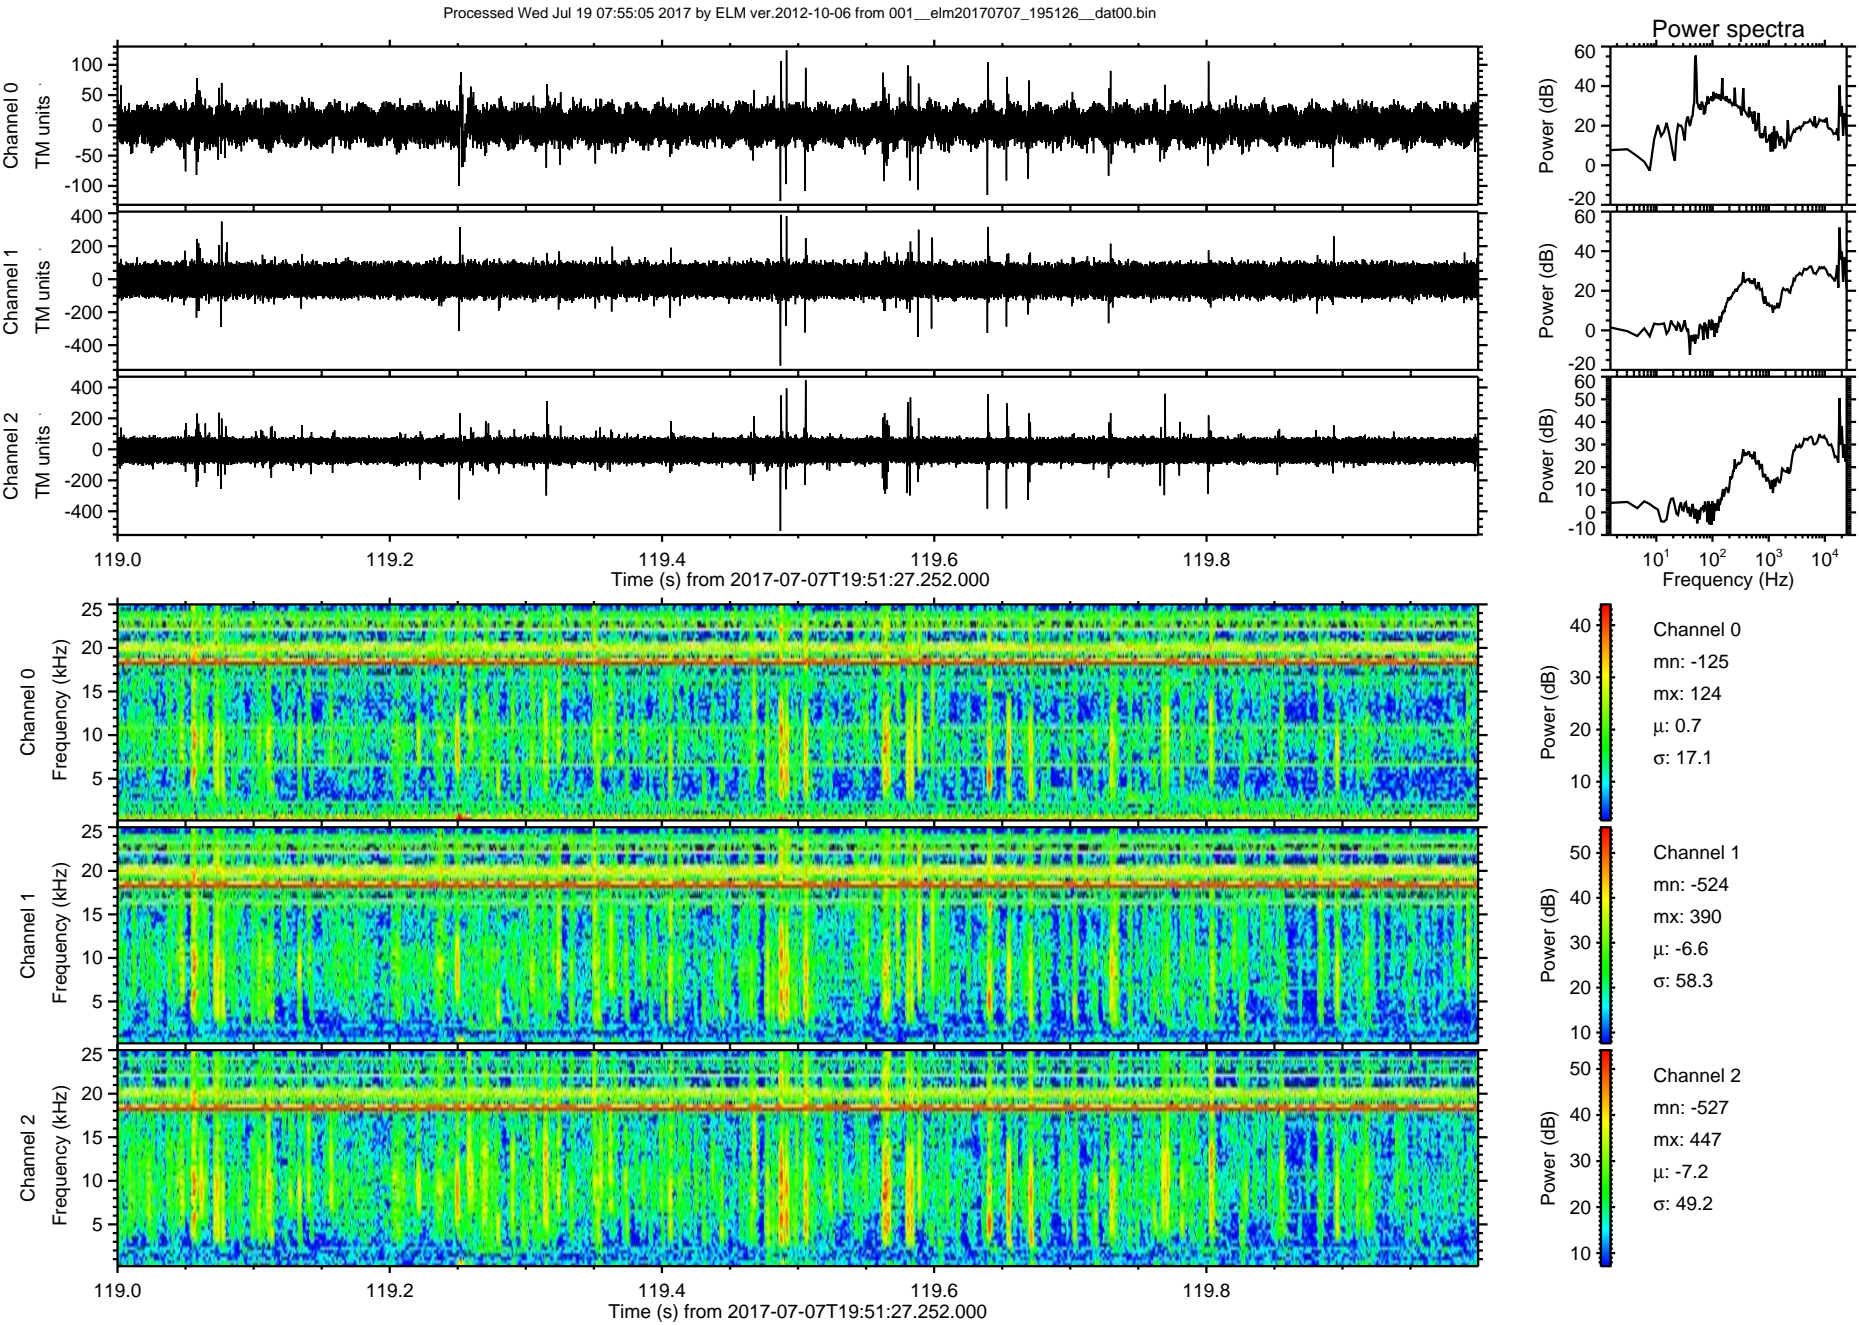 Processed Wed Jul 19 07:55:05 2017 by ELM ver.2012-10-06 from 001__elm20170707_195126__dat00.bin
Power spectra
Channel 0
TM units
100
50
0
-50
-100
Power (dB)
60
40
20
0
-20
Channel 1
TM units
400
200
0
-200
-400
Power (dB)
60
40
20
0
-20
Channel 2
TM units
400
200
0
-200
-400
Power (dB)
60
50
40
30
20
10
0
-10
119.0 119.2 119.4 119.6 119.8
Time (s) from 2017-07-07T19:51:27.252.000
10^1 10^2 10^3 10^4
Frequency (Hz)
Channel 0
Frequency (kHz)
25
20
15
10
5
Power (dB)
40
30
20
10
Channel 0
mn: -125
mx: 124
μ: 0.7
σ: 17.1
Channel 1
Frequency (kHz)
25
20
15
10
5
Power (dB)
50
40
30
20
10
Channel 1
mn: -524
mx: 390
μ: -6.6
σ: 58.3
Channel 2
Frequency (kHz)
25
20
15
10
5
Power (dB)
50
40
30
20
10
Channel 2
mn: -527
mx: 447
μ: -7.2
σ: 49.2
119.0 119.2 119.4 119.6 119.8
Time (s) from 2017-07-07T19:51:27.252.000